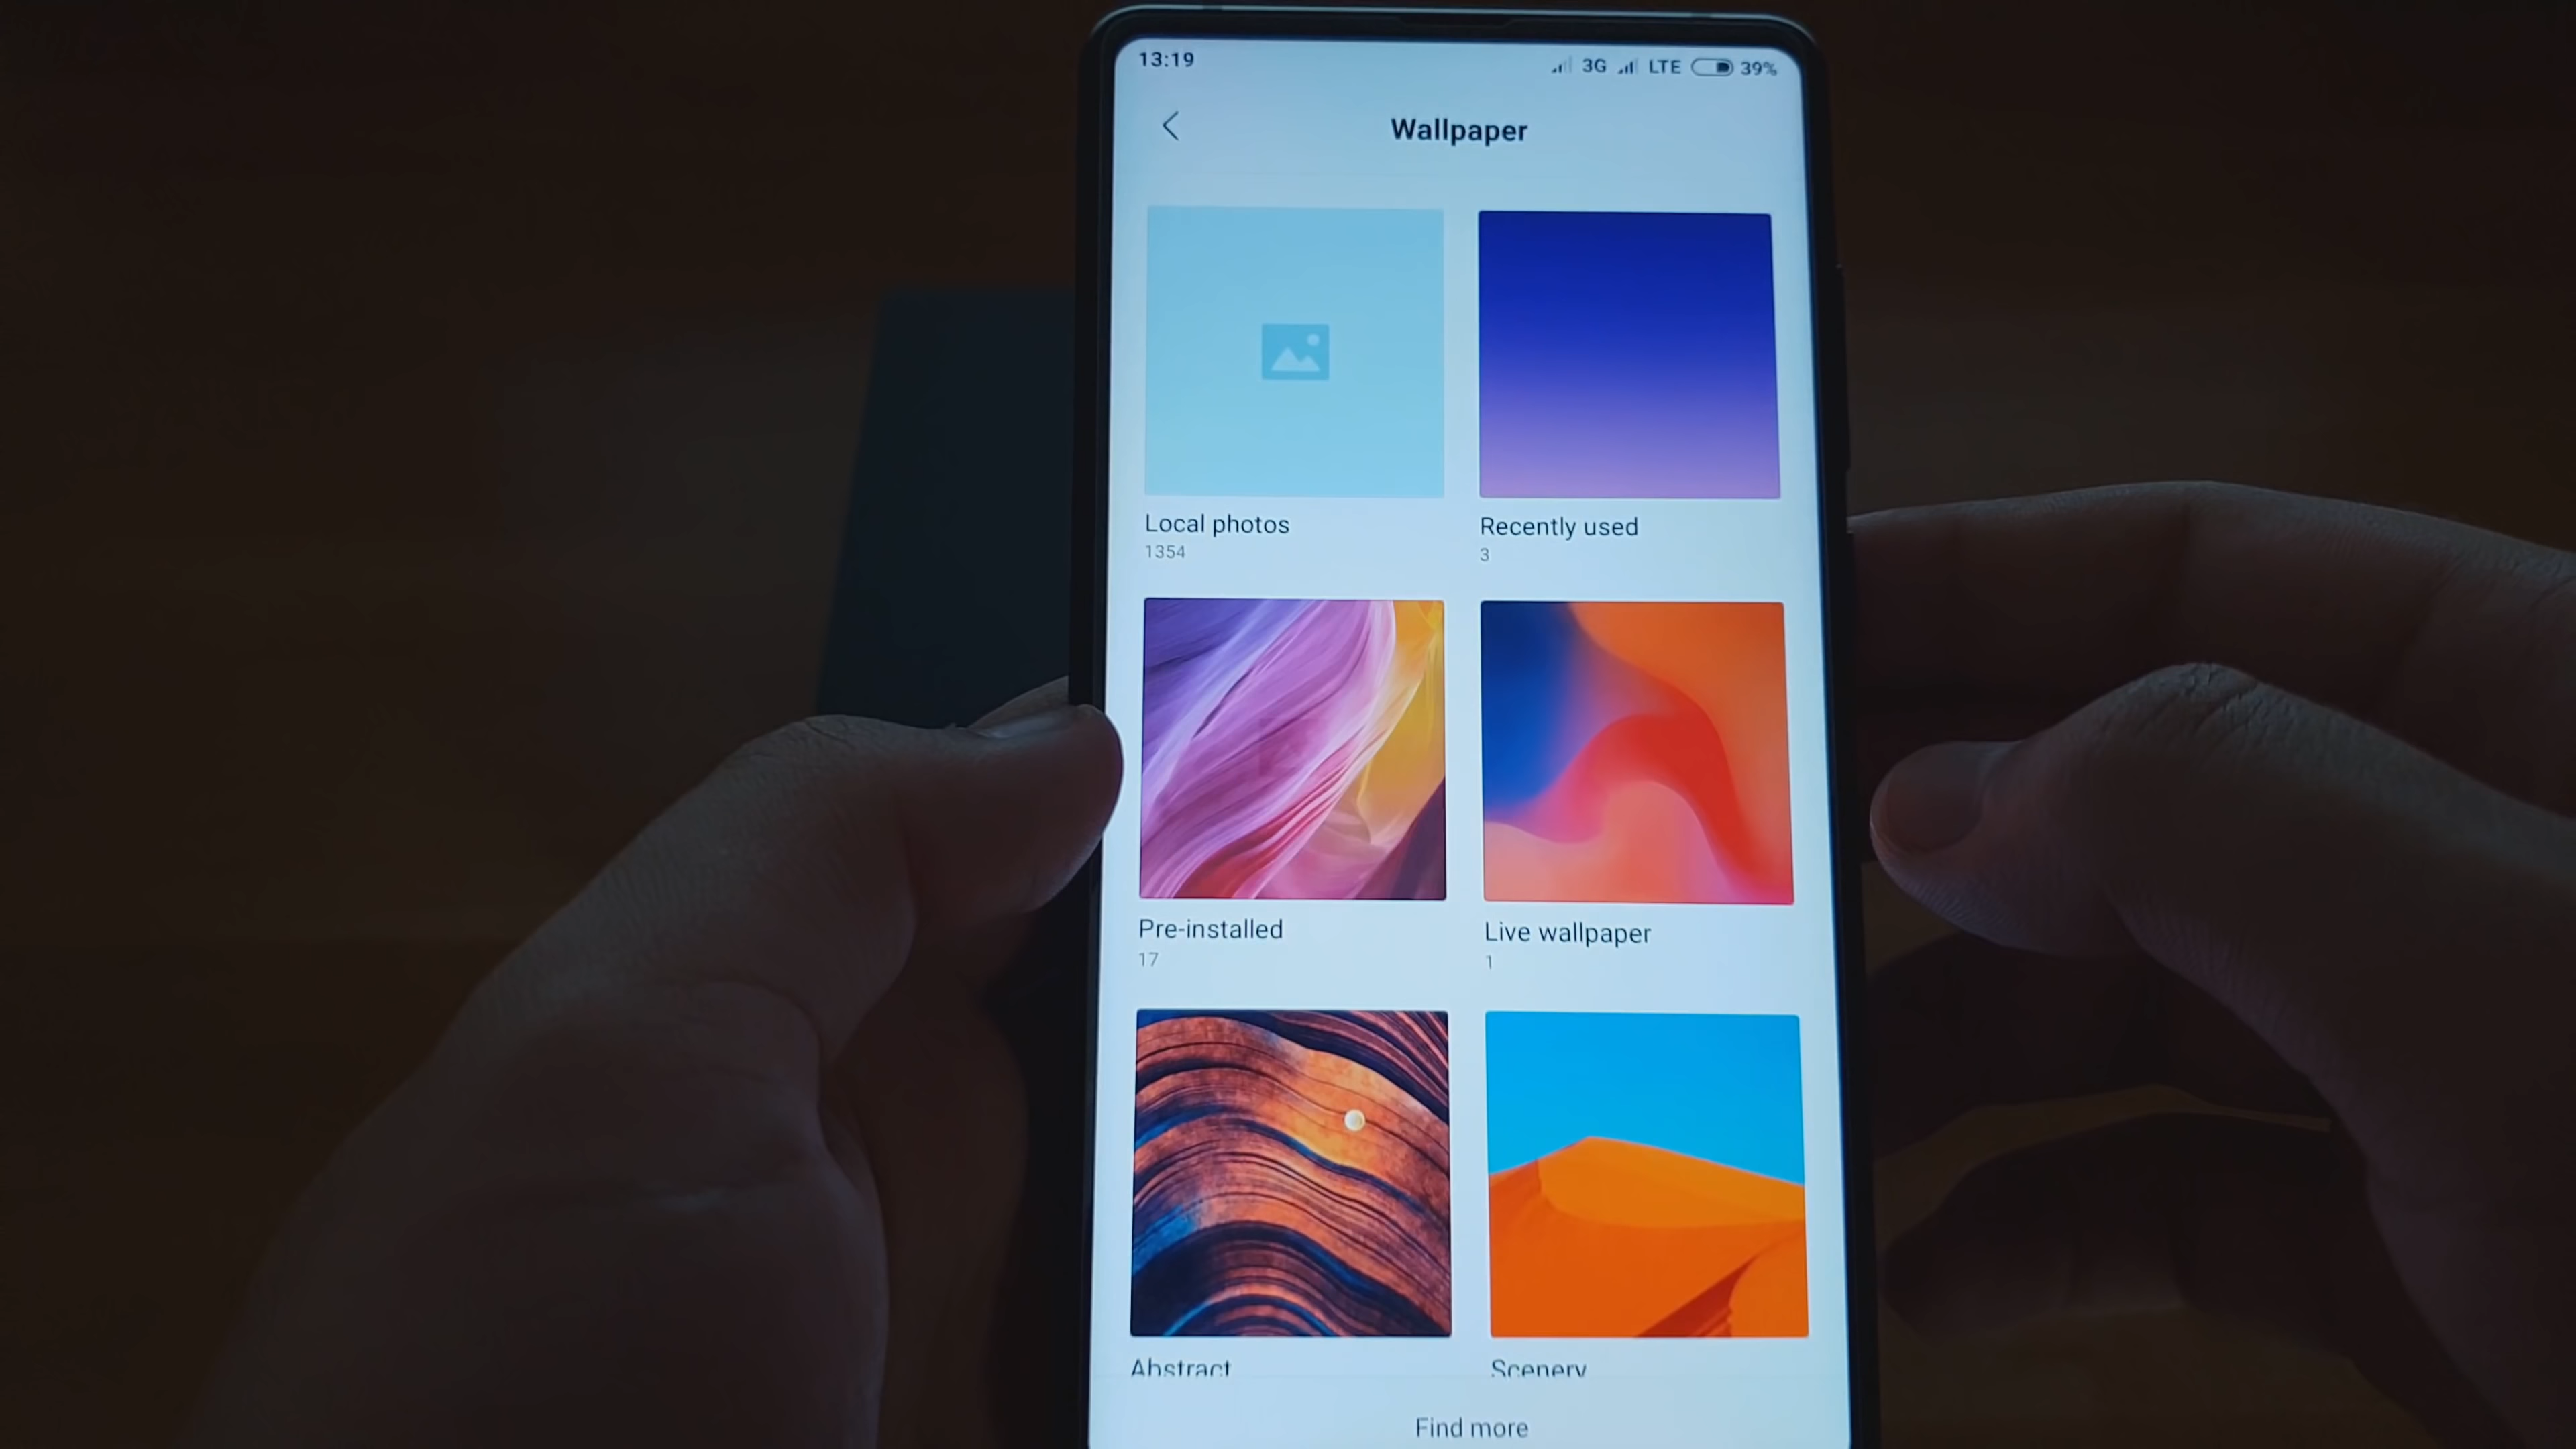 13:19
3G LTE 39%
Wallpaper
Local photos
1354
Recently used
3
Pre-installed
17
Live wallpaper
1
Abstract
Scenery
Find more